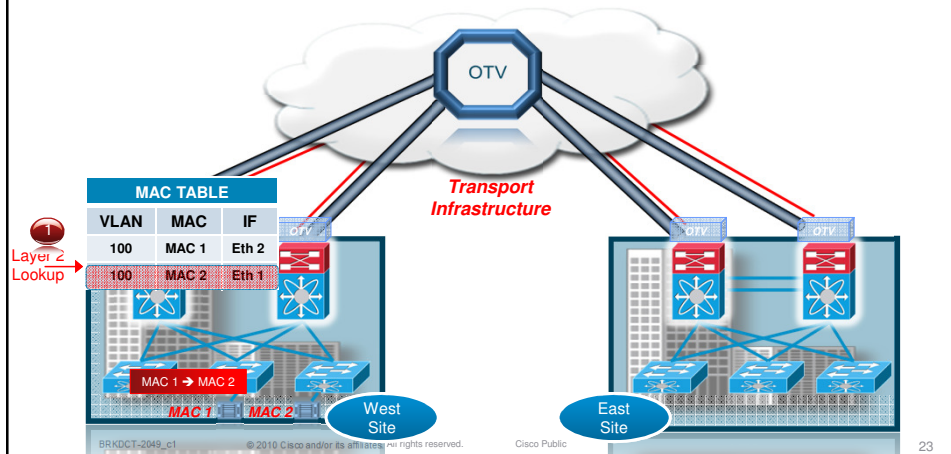 OTV
Transport
Infrastructure
MAC TABLE
VLAN MAC IF
100 MAC 1 Eth 2
100 MAC 2 Eth 1
1
Layer 2
Lookup
OTV
OTV
OTV
MAC 1 → MAC 2
MAC 1 MAC 2
West
Site
East
Site
BRKDCT-2049_c1 © 2010 Cisco and/or its affiliates. All rights reserved. Cisco Public 23